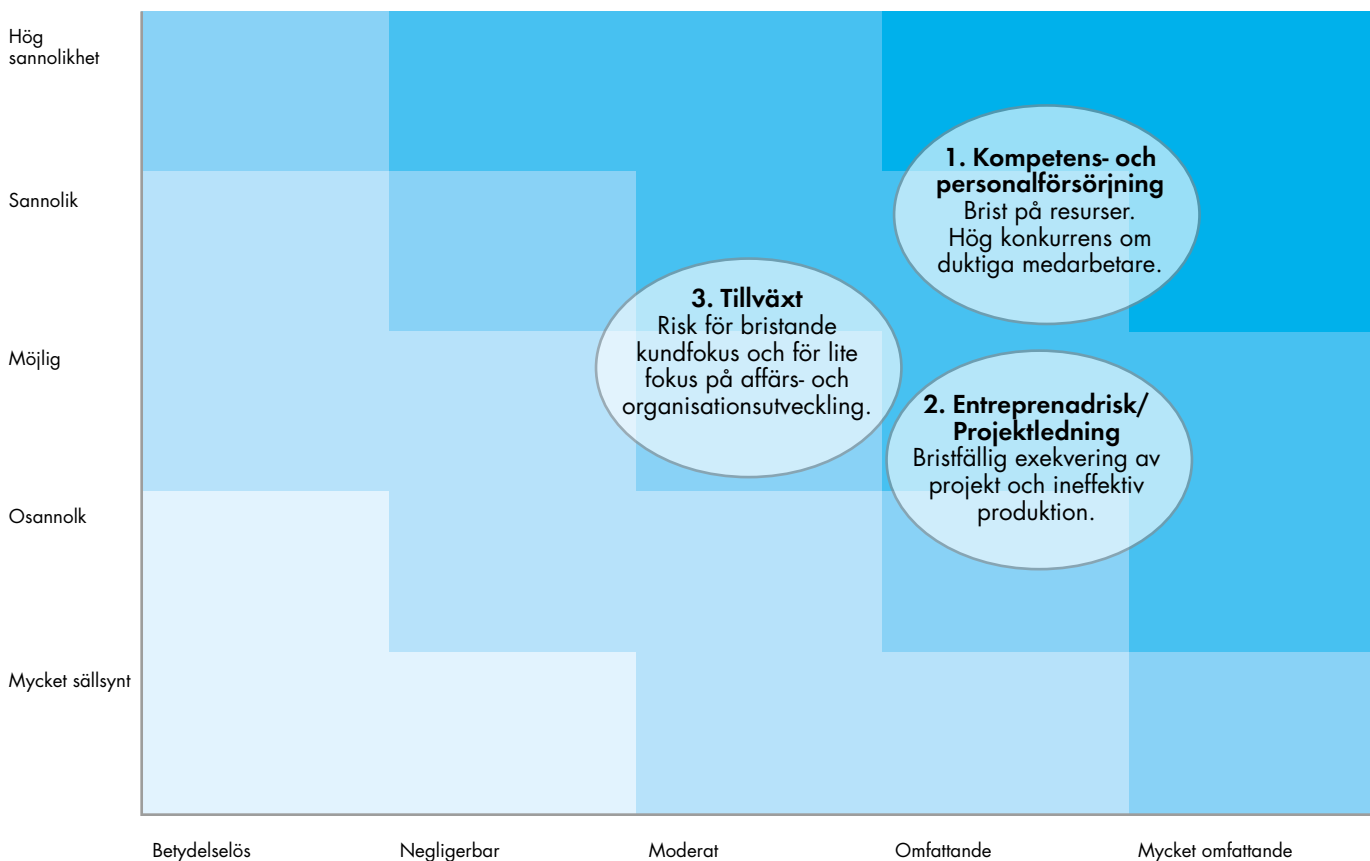 Hög
sannolikhet
1. Kompetens- och
personalförsörjning
Brist på resurser.
Hög konkurrens om
duktiga medarbetare.
Sannolik
3. Tillväxt
Risk för bristande
kundfokus och för lite
fokus på affärs- och
organisationsutveckling.
Möjlig
2. Entreprenadrisk/
Projektledning
Bristfällig exekvering av
projekt och ineffektiv
produktion.
Osannolk
Mycket sällsynt
Betydelselös
Negligerbar
Moderat
Omfattande
Mycket omfattande